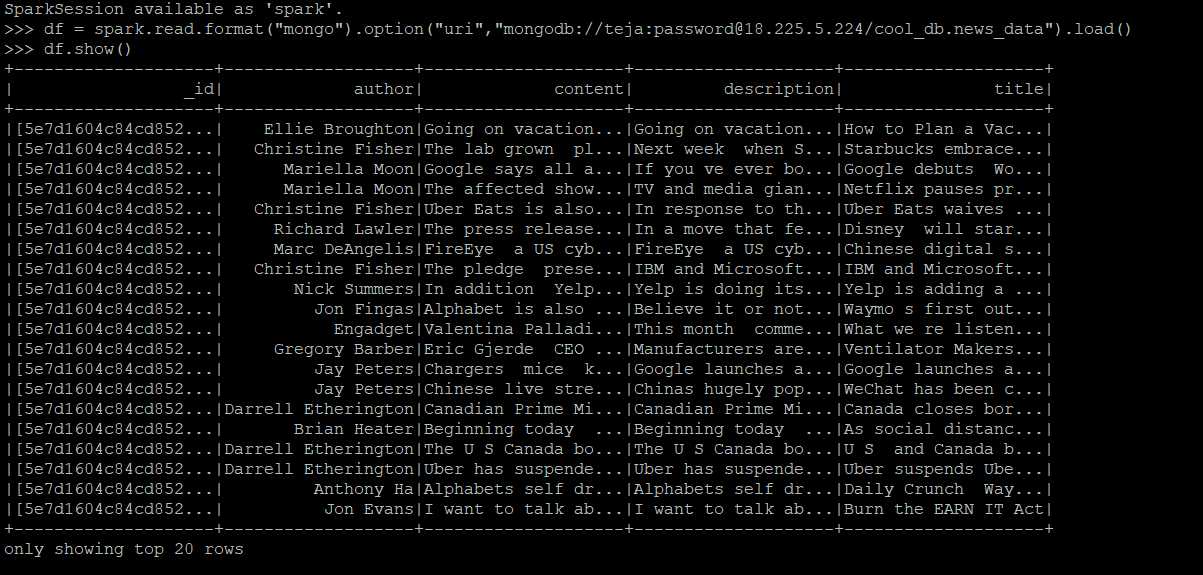 SparkSession available as 'spark'.
>>> df = spark.read.format("mongo").option("uri","mongodb://teja:password@18.225.5.224/cool_db.news_data").load()
>>> df.show()
+--------------------+-------------------+--------------------+--------------------+--------------------+
|                 _id|             author|             content|         description|               title|
+--------------------+-------------------+--------------------+--------------------+--------------------+
|[5e7d1604c84cd852...|    Ellie Broughton|Going on vacation...|Going on vacation...|How to Plan a Vac...|
|[5e7d1604c84cd852...|   Christine Fisher|The lab grown  pl...|Next week  when S...|Starbucks embrace...|
|[5e7d1604c84cd852...|      Mariella Moon|Google says all a...|If you ve ever bo...|Google debuts  Wo...|
|[5e7d1604c84cd852...|      Mariella Moon|The affected show...|TV and media gian...|Netflix pauses pr...|
|[5e7d1604c84cd852...|   Christine Fisher|Uber Eats is also...|In response to th...|Uber Eats waives ...|
|[5e7d1604c84cd852...|     Richard Lawler|The press release...|In a move that fe...|Disney  will star...|
|[5e7d1604c84cd852...|     Marc DeAngelis|FireEye  a US cyb...|FireEye  a US cyb...|Chinese digital s...|
|[5e7d1604c84cd852...|   Christine Fisher|The pledge  prese...|IBM and Microsoft...|IBM and Microsoft...|
|[5e7d1604c84cd852...|       Nick Summers|In addition  Yelp...|Yelp is doing its...|Yelp is adding a ...|
|[5e7d1604c84cd852...|         Jon Fingas|Alphabet is also ...|Believe it or not...|Waymo s first out...|
|[5e7d1604c84cd852...|           Engadget|Valentina Palladi...|This month  comme...|What we re listen...|
|[5e7d1604c84cd852...|     Gregory Barber|Eric Gjerde  CEO ...|Manufacturers are...|Ventilator Makers...|
|[5e7d1604c84cd852...|         Jay Peters|Chargers  mice  k...|Google launches a...|Google launches a...|
|[5e7d1604c84cd852...|         Jay Peters|Chinese live stre...|Chinas hugely pop...|WeChat has been c...|
|[5e7d1604c84cd852...|Darrell Etherington|Canadian Prime Mi...|Canadian Prime Mi...|Canada closes bor...|
|[5e7d1604c84cd852...|       Brian Heater|Beginning today  ...|Beginning today  ...|As social distanc...|
|[5e7d1604c84cd852...|Darrell Etherington|The U S Canada bo...|The U S Canada bo...|U S  and Canada b...|
|[5e7d1604c84cd852...|Darrell Etherington|Uber has suspende...|Uber has suspende...|Uber suspends Ube...|
|[5e7d1604c84cd852...|         Anthony Ha|Alphabets self dr...|Alphabets self dr...|Daily Crunch  Way...|
|[5e7d1604c84cd852...|          Jon Evans|I want to talk ab...|I want to talk ab...|Burn the EARN IT Act|
+--------------------+-------------------+--------------------+--------------------+--------------------+
only showing top 20 rows